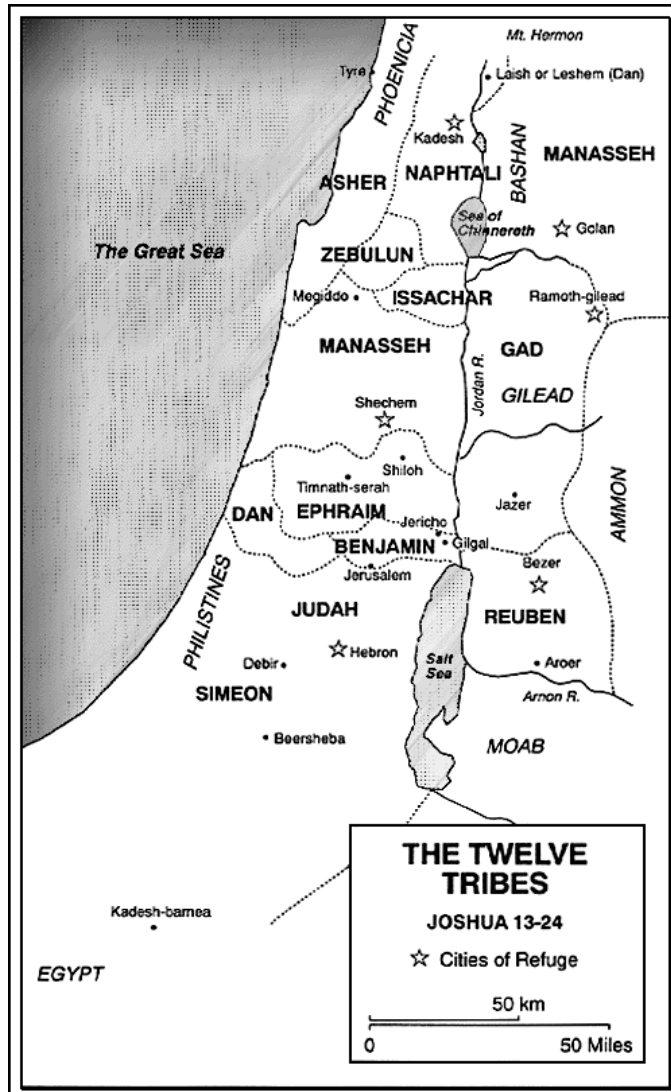 Mt. Hermon
Tyre
PHOENICIA
Laish or Leshem (Dan)
Kadesh
BASHAN
MANASSEH
ASHER
NAPHTALI
Sea of
Chinnereth
Golan
The Great Sea
ZEBULUN
Megiddo
ISSACHAR
Ramoth-gilead
MANASSEH
GAD
Jordan R.
GILEAD
Shechem
Shiloh
Timnath-serah
Jazer
DAN
EPHRAIM
AMMON
Jericho
BENJAMIN
Gilgal
Jerusalem
Bezer
PHILISTINES
JUDAH
REUBEN
Hebron
Salt
Sea
Debir
Aroer
SIMEON
Arnon R.
Beersheba
MOAB
THE TWELVE
TRIBES
JOSHUA 13-24
Cities of Refuge
Kadesh-barnea
EGYPT
50 km
0 50 Miles